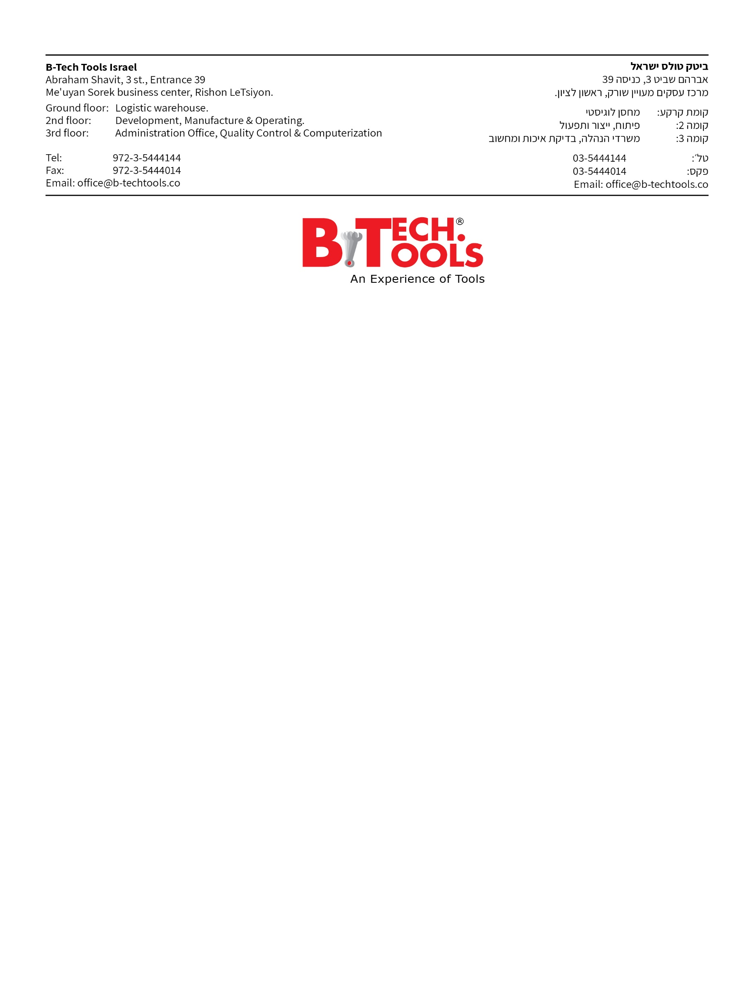 B-Tech Tools Israel
Abraham Shavit, 3 st., Entrance 39
Me'uyan Sorek business center, Rishon LeTsiyon.
Ground floor: Logistic warehouse.
2nd floor: Development, Manufacture & Operating.
3rd floor: Administration Office, Quality Control & Computerization
Tel: 972-3-5444144
Fax: 972-3-5444014
Email: office@b-techtools.co
ביטק טולס ישראל
אברהם שביט 3, כניסה 39
מרכז עסקים מעויין שורק, ראשון לציון.
קומת קרקע: מחסן לוגיסטי
קומה 2: פיתוח, ייצור ותפעול
קומה 3: משרדי הנהלה, בדיקת איכות ומחשוב
טל׳: 03-5444144
פקס: 03-5444014
Email: office@b-techtools.co
B TECH.®
TOOLS
An Experience of Tools